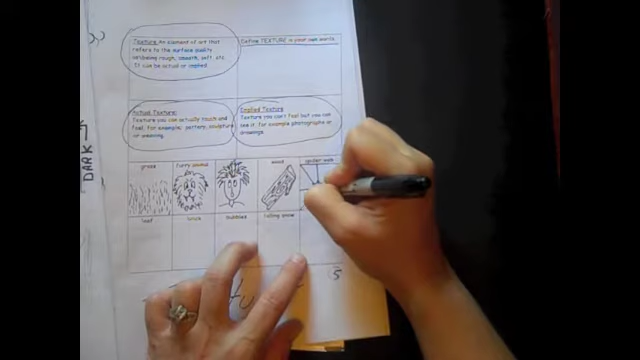 Texture: An element of art that
refers to the surface quality
wetbeing rough, smooth, soft, etc.
It can be actual or implied.
Define TEXTURE in your own words
Actual Texture:
Texture you can actually touch and
feel, for example: pottery, sculpture
or weaving.
Implied Texture
Texture you can't feel but you can
see it, for example photographs or
drawings.
grass
furry animal
wood
spider web
leaf
brick
bubbles
falling snow
DARK
5